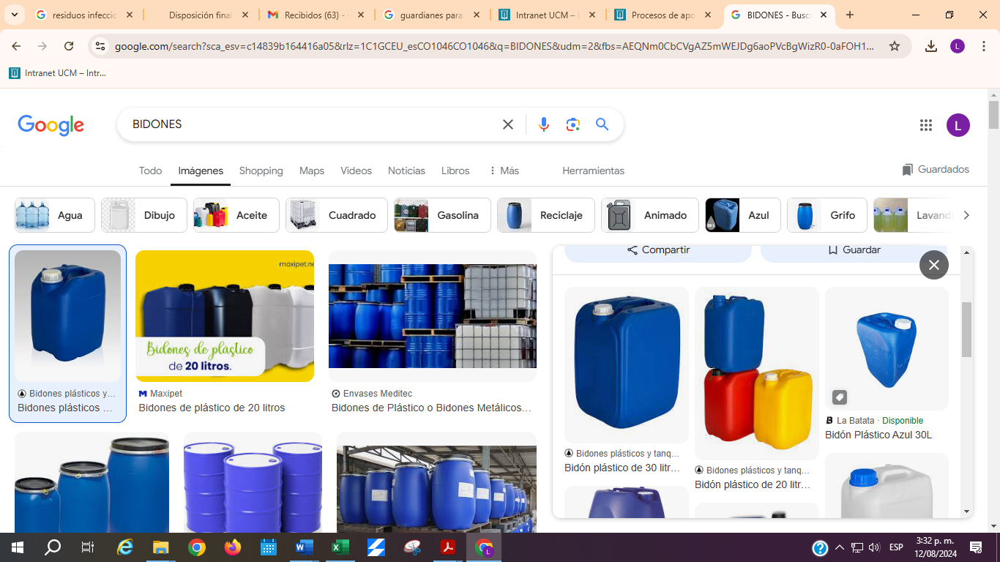 residuos infecci
Disposición final
Recibidos (63) -
guardianes para
Intranet UCM –
Procesos de apo
BIDONES - Busc
google.com/search?sca_esv=c14839b164416a05&rlz=1C1GCEU_esCO1046CO1046&q=BIDONES&udm=2&fbs=AEQNm0CbCVgAZ5mWEJDg6aoPVcBgWizR0-0aFOH1...
L
Intranet UCM – Intr...
Google
BIDONES
L
Todo
Imágenes
Shopping
Maps
Videos
Noticias
Libros
Más
Herramientas
Guardados
Agua
Dibujo
Aceite
Cuadrado
Gasolina
Reciclaje
Animado
Azul
Grifo
Lavandi
maxipet.ne
Bidones de plástico
de 20 litros.
Bidones plásticos y...
Bidones plásticos ...
Maxipet
Bidones de plástico de 20 litros
Envases Meditec
Bidones de Plástico o Bidones Metálicos...
Compartir
Guardar
Bidones plásticos y tanq...
Bidón plástico de 30 litr...
Bidones plásticos y tanq...
Bidón plástico de 20 litr...
La Batata · Disponible
Bidón Plástico Azul 30L
ESP
3:32 p. m.
12/08/2024